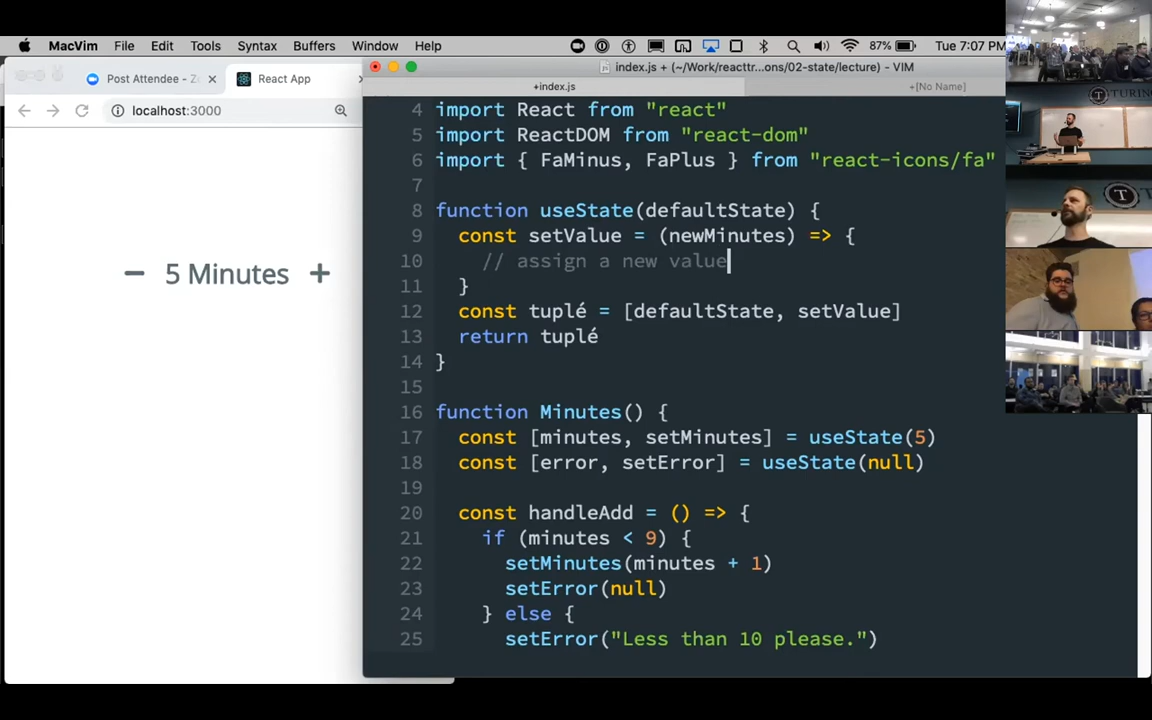 MacVim File Edit Tools Syntax Buffers Window Help 87% Tue 7:07 PM
Post Attendee - Z
React App
localhost:3000
5 Minutes
index.js + (~/Work/reacttr...ons/02-state/lecture) - VIM
+index.js
+[No Name]
4 import React from "react"
5 import ReactDOM from "react-dom"
6 import { FaMinus, FaPlus } from "react-icons/fa"
7
8 function useState(defaultState) {
9 const setValue = (newMinutes) => {
10 // assign a new value
11 }
12 const tuplé = [defaultState, setValue]
13 return tuplé
14 }
15
16 function Minutes() {
17 const [minutes, setMinutes] = useState(5)
18 const [error, setError] = useState(null)
19
20 const handleAdd = () => {
21 if (minutes < 9) {
22 setMinutes(minutes + 1)
23 setError(null)
24 } else {
25 setError("Less than 10 please.")
TURING
T